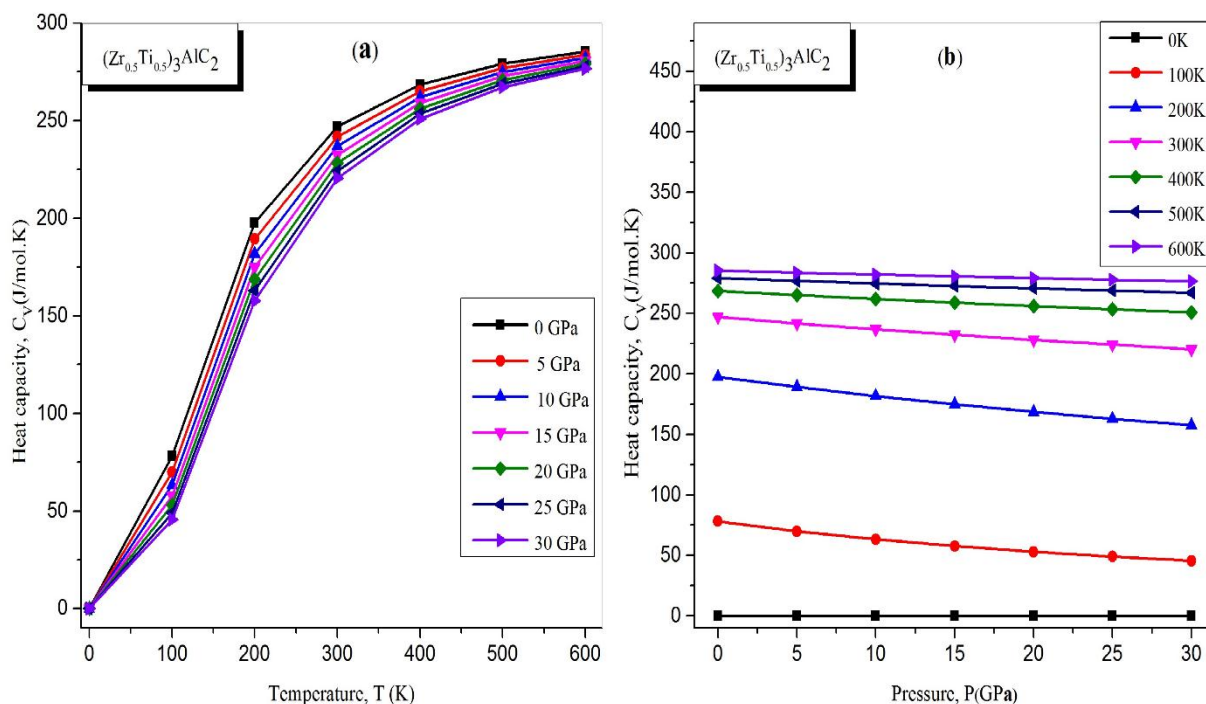 (Zr0.5Ti0.5)3AlC2
(a)
Heat capacity, CV(J/mol.K)
300
250
200
150
100
50
0
0 GPa
5 GPa
10 GPa
15 GPa
20 GPa
25 GPa
30 GPa
0 100 200 300 400 500 600
Temperature, T (K)
(Zr0.5Ti0.5)3AlC2
(b)
0K
100K
200K
300K
400K
500K
600K
Heat capacity, CV(J/mol.K)
450
400
350
300
250
200
150
100
50
0
0 5 10 15 20 25 30
Pressure, P(GPa)